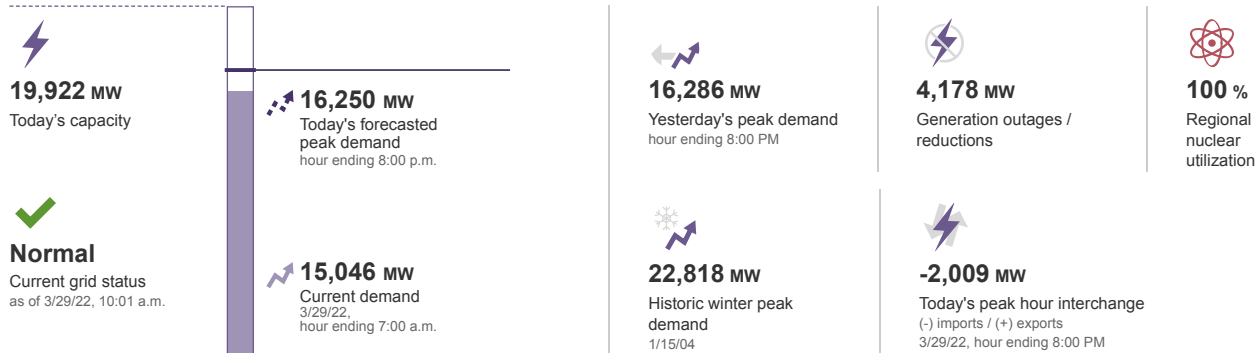 19,922 MW
Today's capacity
Normal
Current grid status
as of 3/29/22, 10:01 a.m.
16,250 MW
Today's forecasted
peak demand
hour ending 8:00 p.m.
15,046 MW
Current demand
3/29/22,
hour ending 7:00 a.m.
16,286 MW
Yesterday's peak demand
hour ending 8:00 PM
4,178 MW
Generation outages /
reductions
100 %
Regional
nuclear
utilization
22,818 MW
Historic winter peak
demand
1/15/04
-2,009 MW
Today's peak hour interchange
(-) imports / (+) exports
3/29/22, hour ending 8:00 PM